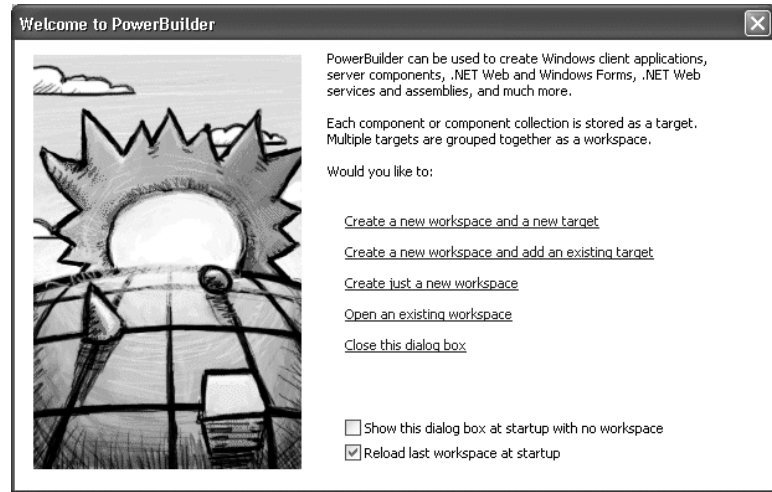 Welcome to PowerBuilder
PowerBuilder can be used to create Windows client applications,
server components, .NET Web and Windows Forms, .NET Web
services and assemblies, and much more.
Each component or component collection is stored as a target.
Multiple targets are grouped together as a workspace.
Would you like to:
Create a new workspace and a new target
Create a new workspace and add an existing target
Create just a new workspace
Open an existing workspace
Close this dialog box
Show this dialog box at startup with no workspace
Reload last workspace at startup